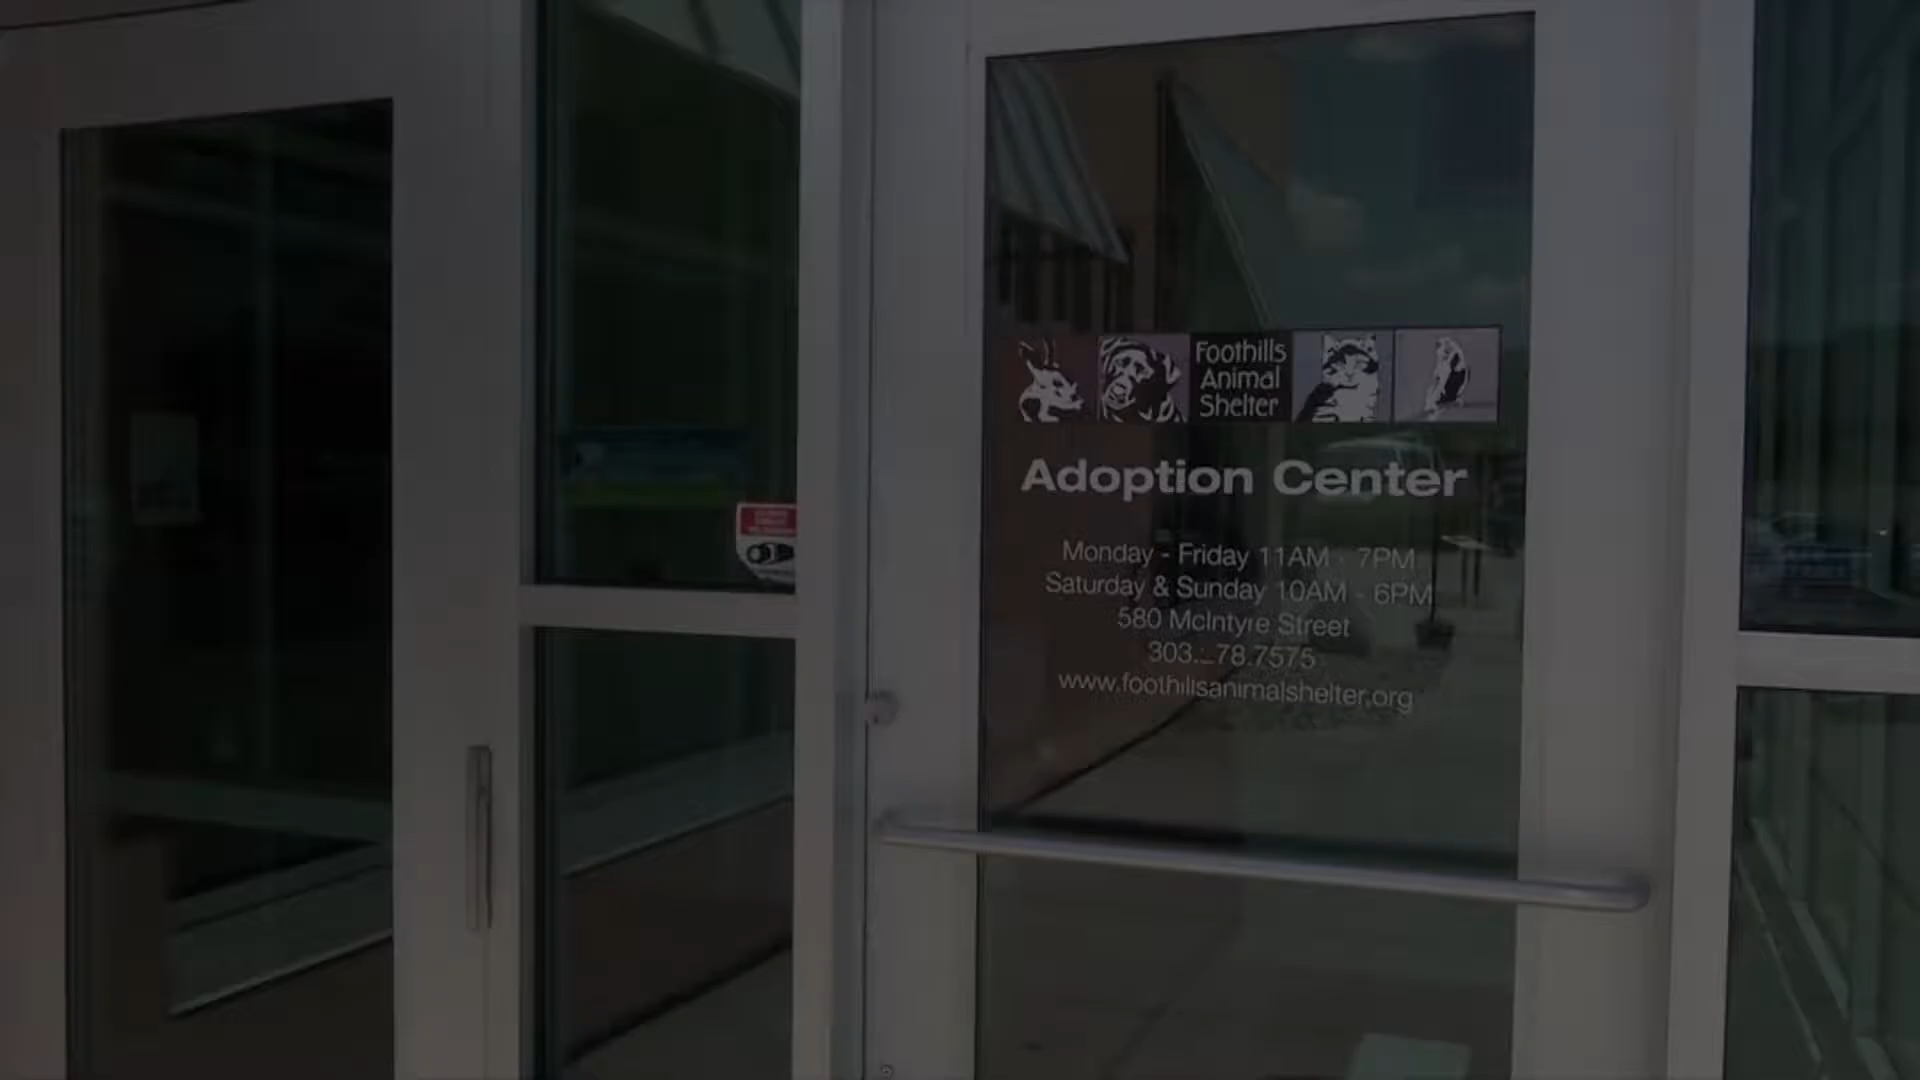 Foothills
Animal
Shelter
Adoption Center
Monday - Friday 11AM - 7PM
Saturday & Sunday 10AM - 6PM
580 McIntyre Street
www.foothillsanimalshelter.org